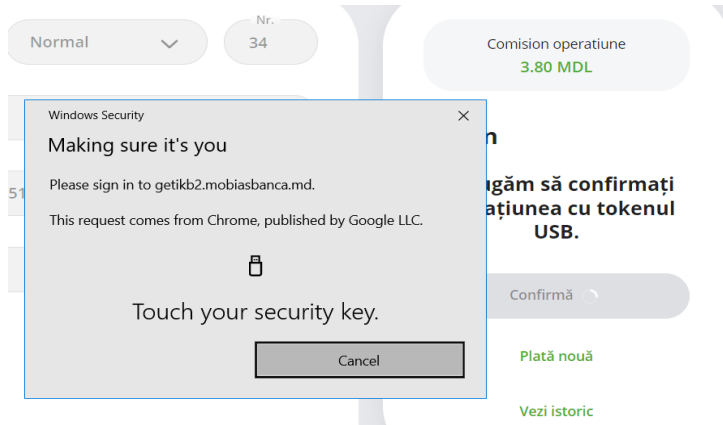 Nr.
Normal
34
Comision operatiune
3.80 MDL
Windows Security
Making sure it's you
Please sign in to getikb2.mobiasbanca.md.
This request comes from Chrome, published by Google LLC.
Touch your security key.
Cancel
51
să confirmați
cu tokenul
USB.
Confirmă
Plată nouă
Vezi istoric